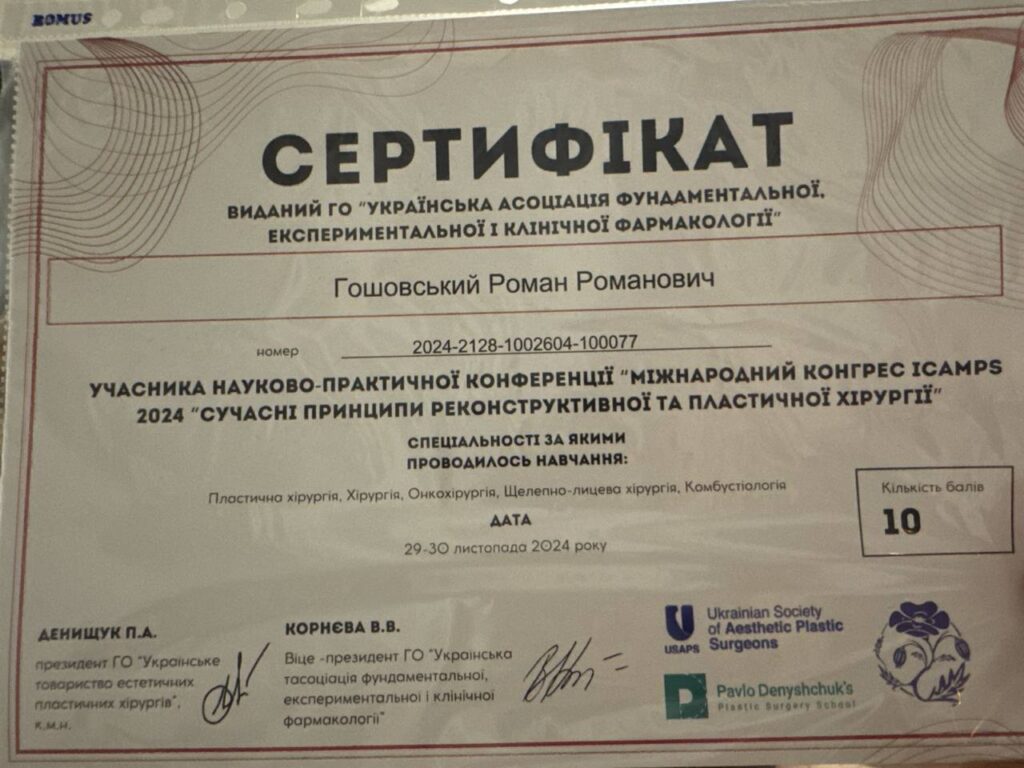 ROMUS
СЕРТИФІКАТ
ВИДАНИЙ ГО "УКРАЇНСЬКА АСОЦІАЦІЯ ФУНДАМЕНТАЛЬНОЇ,
ЕКСПЕРИМЕНТАЛЬНОЇ І КЛІНІЧНОЇ ФАРМАКОЛОГІЇ"
Гошовський Роман Романович
номер 2024-2128-1002604-100077
УЧАСНИКА НАУКОВО-ПРАКТИЧНОЇ КОНФЕРЕНЦІЇ "МІЖНАРОДНИЙ КОНГРЕС ICAMPS
2024 "СУЧАСНІ ПРИНЦИПИ РЕКОНСТРУКТИВНОЇ ТА ПЛАСТИЧНОЇ ХІРУРГІЇ"
СПЕЦІАЛЬНОСТІ ЗА ЯКИМИ
ПРОВОДИЛОСЬ НАВЧАННЯ:
Пластична хірургія, Хірургія, Онкохірургія, Щелепно-лицева хірургія, Комбустіологія
Кількість балів
10
ДАТА
29-30 листопада 2024 року
ДЕНИЩУК П.А.
президент ГО "Українське
товариство естетичних
пластичних хірургів",
к.м.н.
КОРНЄВА В.В.
Віце -президент ГО "Українська
тасоціація фундаментальної,
експериментальної і клінічної
фармакології"
USAPS
Ukrainian Society
of Aesthetic Plastic
Surgeons
Pavlo Denyshchuk's
Plastic Surgery School